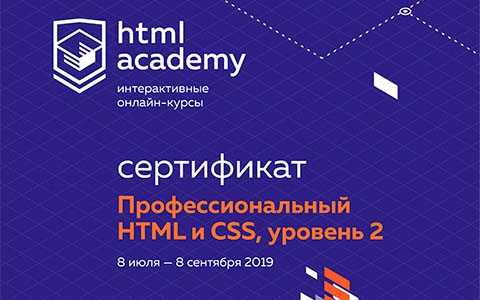 html
academy
интерактивные
онлайн-курсы
сертификат
Профессиональный
HTML и CSS, уровень 2
8 июля — 8 сентября 2019